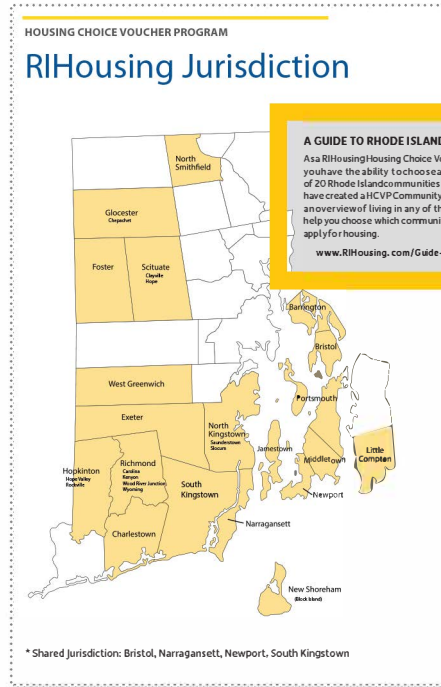 HOUSING CHOICE VOUCHER PROGRAM
RIHousing Jurisdiction
A GUIDE TO RHODE ISLAND
As a RIHousing Housing Choice Vo
you have the ability to choose a
of 20 Rhode Island communities
have created a HCVP Community
an overview of living in any of th
help you choose which communi
apply for housing.
www.RIHousing.com/Guide-
North
Smithfield
Glocester
Chepachet
Foster
Scituate
Clayville
Hope
Barrington
Bristol
West Greenwich
Portsmouth
Exeter
North
Kingstown
Saunderstown
Slocum
Jamestown
Middletown
Little
Compton
Hopkinton
Hope Valley
Rockville
Richmond
Carolina
Kenyon
Wood River Junction
Wyoming
South
Kingstown
Newport
Narragansett
Charlestown
New Shoreham
(Block Island)
* Shared Jurisdiction: Bristol, Narragansett, Newport, South Kingstown